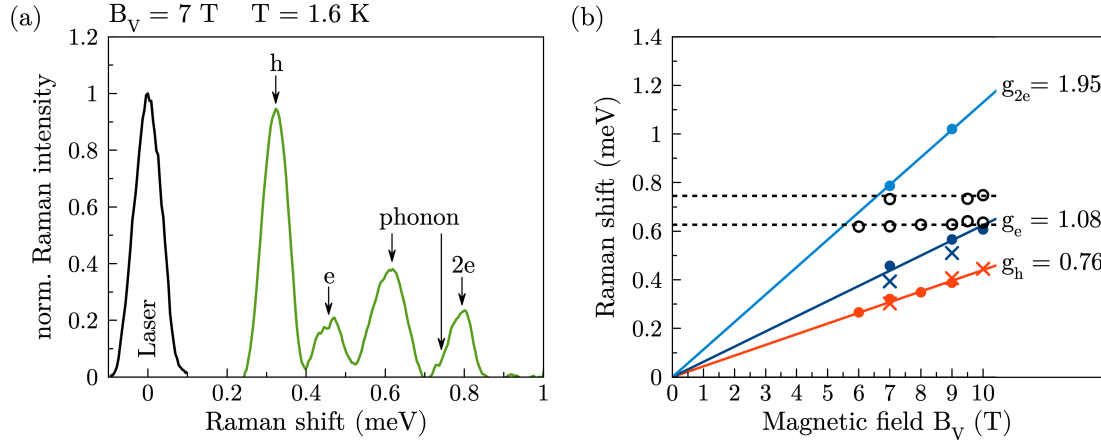 (a)
B_V = 7 T T = 1.6 K
norm. Raman intensity
1.2
1
0.8
0.6
0.4
0.2
0
Laser
h
e
phonon
2e
0 0.2 0.4 0.6 0.8 1
Raman shift (meV)
(b)
Raman shift (meV)
1.4
1.2
1
0.8
0.6
0.4
0.2
0
g_2e = 1.95
g_e = 1.08
g_h = 0.76
0 1 2 3 4 5 6 7 8 9 10
Magnetic field B_V (T)